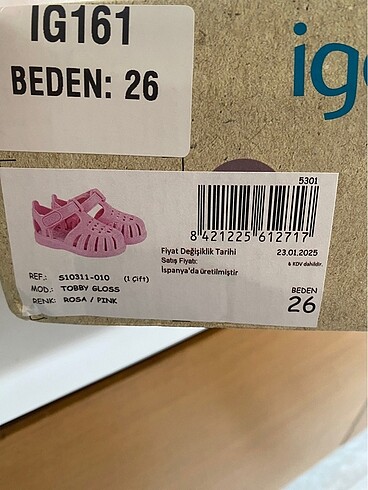 IG161
BEDEN: 26
ig
5301
8 421225 612717
Fiyat Değişiklik Tarihi 23.01.2025
Satış Fiyatı: ₺ KDV dahildir.
İspanya'da üretilmiştir
REF.: S10311-010 (1 Çift)
MOD.: TOBBY GLOSS
RENK: ROSA / PINK
BEDEN
26